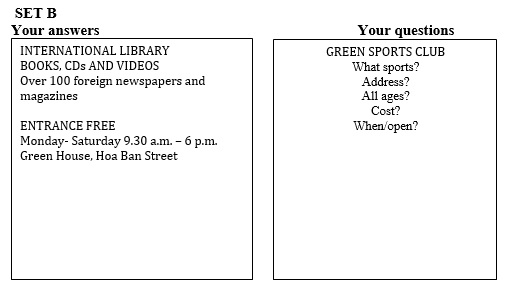 SET B
Your answers
INTERNATIONAL LIBRARY
BOOKS, CDs AND VIDEOS
Over 100 foreign newspapers and
magazines
ENTRANCE FREE
Monday- Saturday 9.30 a.m. – 6 p.m.
Green House, Hoa Ban Street
Your questions
GREEN SPORTS CLUB
What sports?
Address?
All ages?
Cost?
When/open?